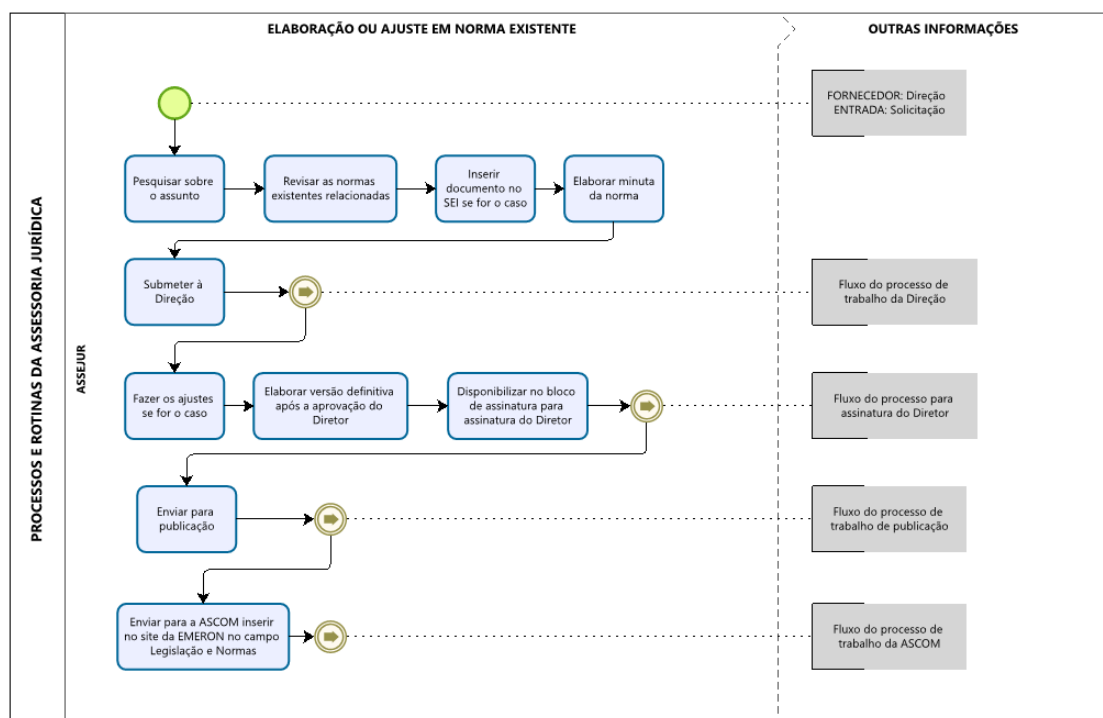 ELABORAÇÃO OU AJUSTE EM NORMA EXISTENTE
OUTRAS INFORMAÇÕES
PROCESSOS E ROTINAS DA ASSESSORIA JURÍDICA
ASSEJUR
FORNECEDOR: Direção
ENTRADA: Solicitação
Pesquisar sobre
o assunto
Revisar as normas
existentes relacionadas
Inserir
documento no
SEI se for o caso
Elaborar minuta
da norma
Submeter à
Direção
Fluxo do processo de
trabalho da Direção
Fazer os ajustes
se for o caso
Elaborar versão definitiva
após a aprovação do
Diretor
Disponibilizar no bloco
de assinatura para
assinatura do Diretor
Fluxo do processo para
assinatura do Diretor
Enviar para
publicação
Fluxo do processo de
trabalho de publicação
Enviar para a ASCOM inserir
no site da EMERON no campo
Legislação e Normas
Fluxo do processo de
trabalho da ASCOM